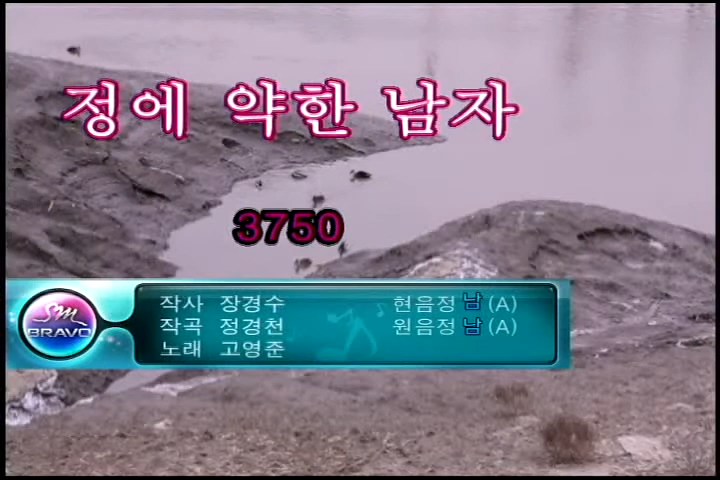 정에 약한 남자
3750
SM
BRAVO
작사 장경수 현음정 남 (A)
작곡 정경천 원음정 남 (A)
노래 고영준